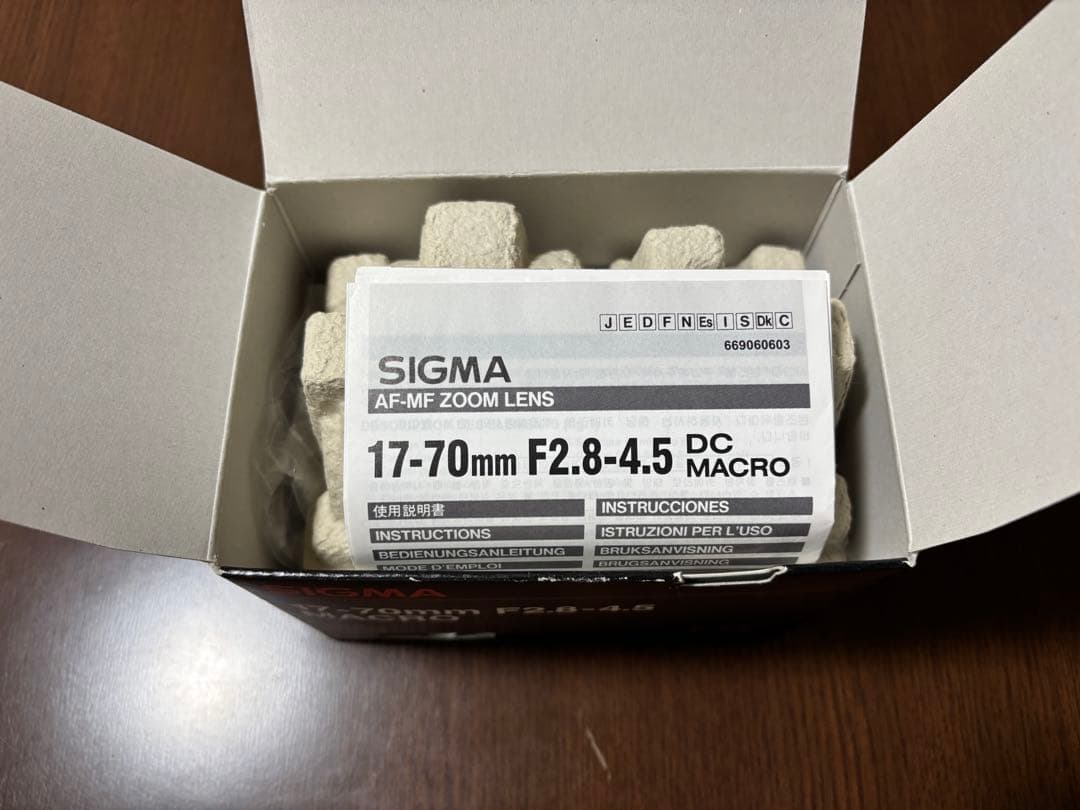 J E D F N Es I S Dk C
669060603
SIGMA
AF-MF ZOOM LENS
17-70mm F2.8-4.5 DC MACRO
使用説明書
INSTRUCCIONES
INSTRUCTIONS
ISTRUZIONI PER L'USO
BEDIENUNGSANLEITUNG
BRUKSANVISNING
MODE D'EMPLOI
BRUGSANVISNING
SIGMA
17-70mm F2.8-4.5
MACRO